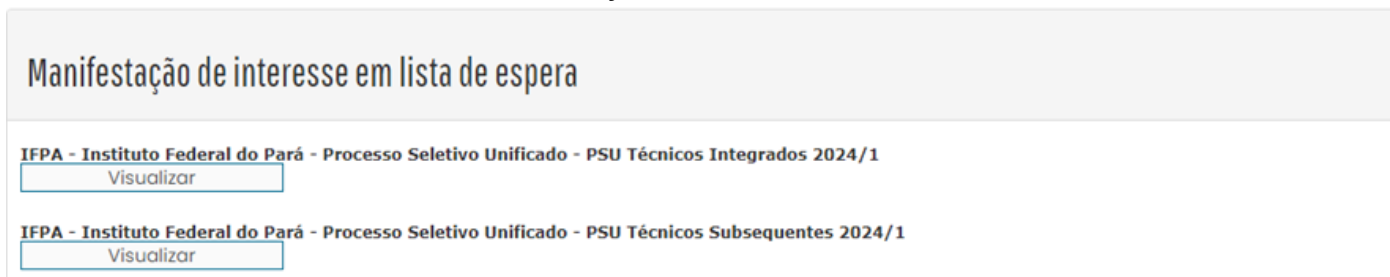 Manifestação de interesse em lista de espera
IFPA - Instituto Federal do Pará - Processo Seletivo Unificado - PSU Técnicos Integrados 2024/1
Visualizar
IFPA - Instituto Federal do Pará - Processo Seletivo Unificado - PSU Técnicos Subsequentes 2024/1
Visualizar